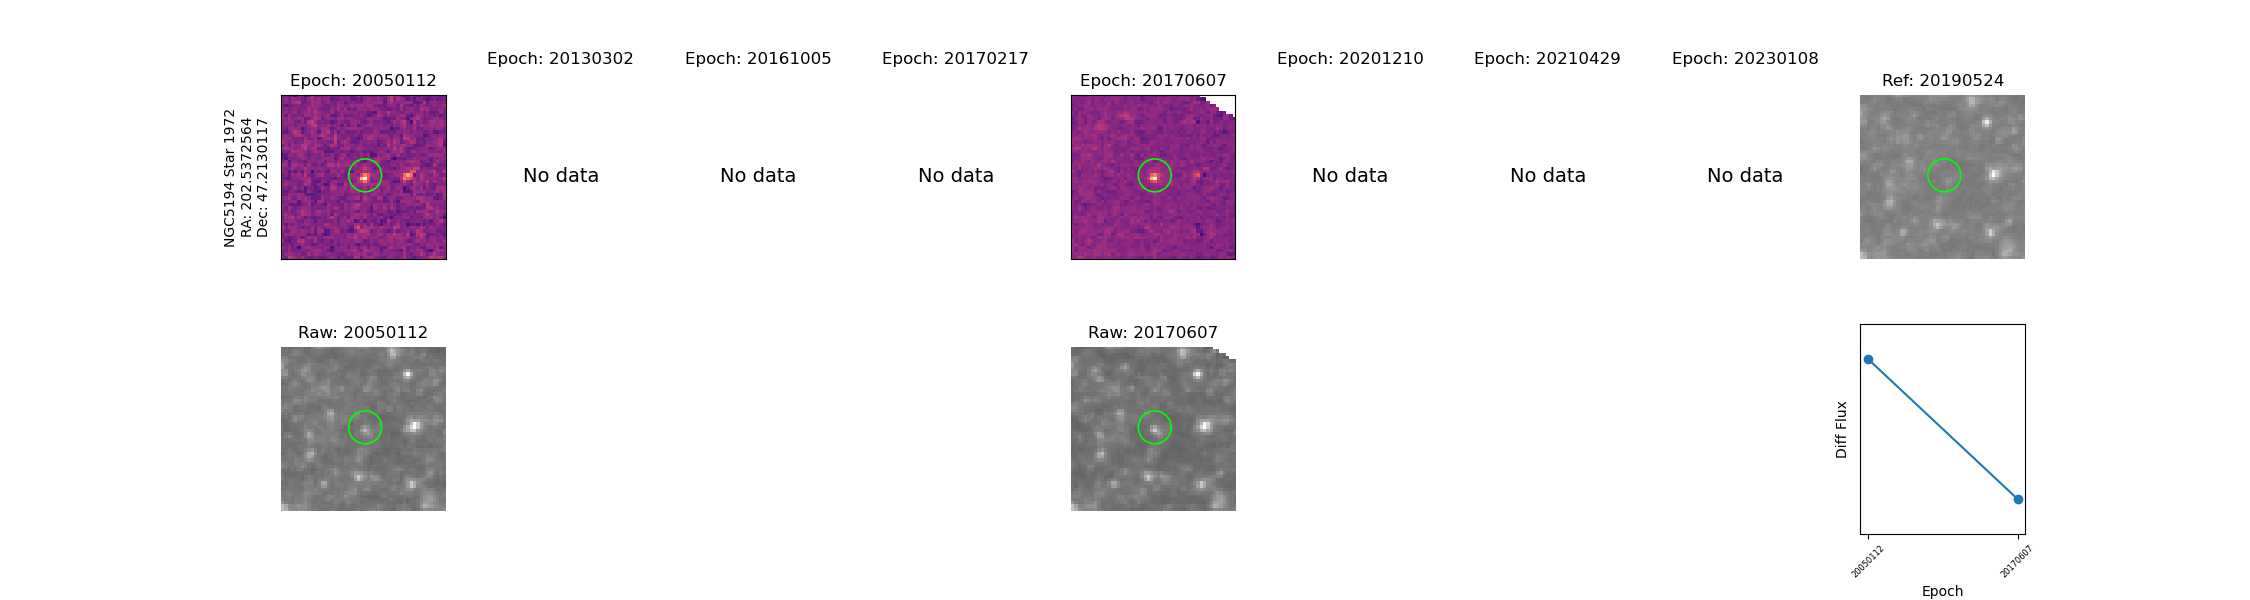 Epoch: 20050112
Epoch: 20130302
Epoch: 20161005
Epoch: 20170217
Epoch: 20170607
Epoch: 20201210
Epoch: 20210429
Epoch: 20230108
Ref: 20190524
NGC5194 Star 1972
RA: 202.5372564
Dec: 47.2130117
No data
No data
No data
No data
No data
No data
Raw: 20050112
Raw: 20170607
Diff Flux
20050112
20170607
Epoch